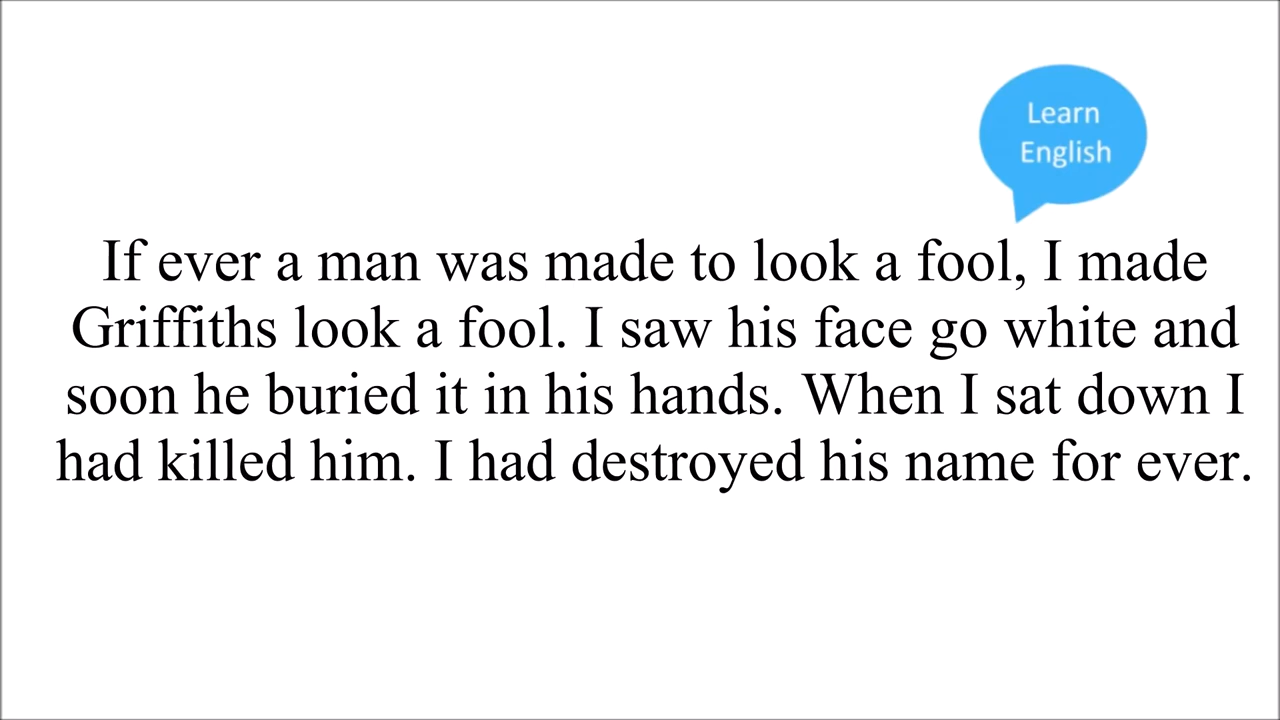 Learn
English
If ever a man was made to look a fool, I made
Griffiths look a fool. I saw his face go white and
soon he buried it in his hands. When I sat down I
had killed him. I had destroyed his name for ever.